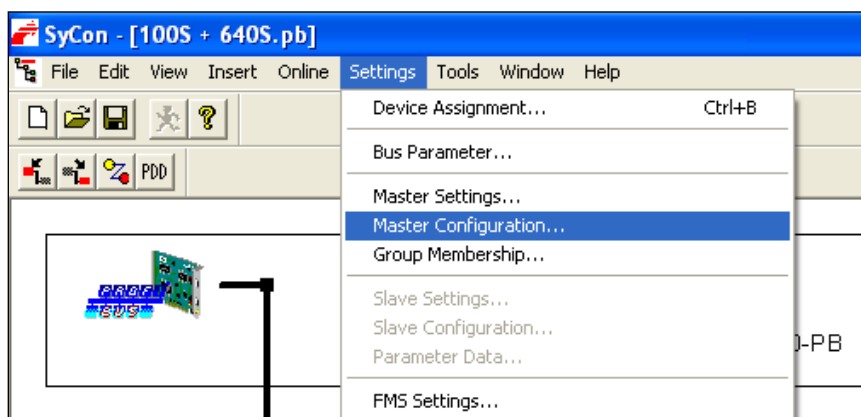 SyCon - [100S + 640S.pb]
File Edit View Insert Online Settings Tools Window Help
Device Assignment... Ctrl+B
Bus Parameter...
PDD
Master Settings...
Master Configuration...
Group Membership...
Slave Settings...
Slave Configuration...
-PB
Parameter Data...
FMS Settings...